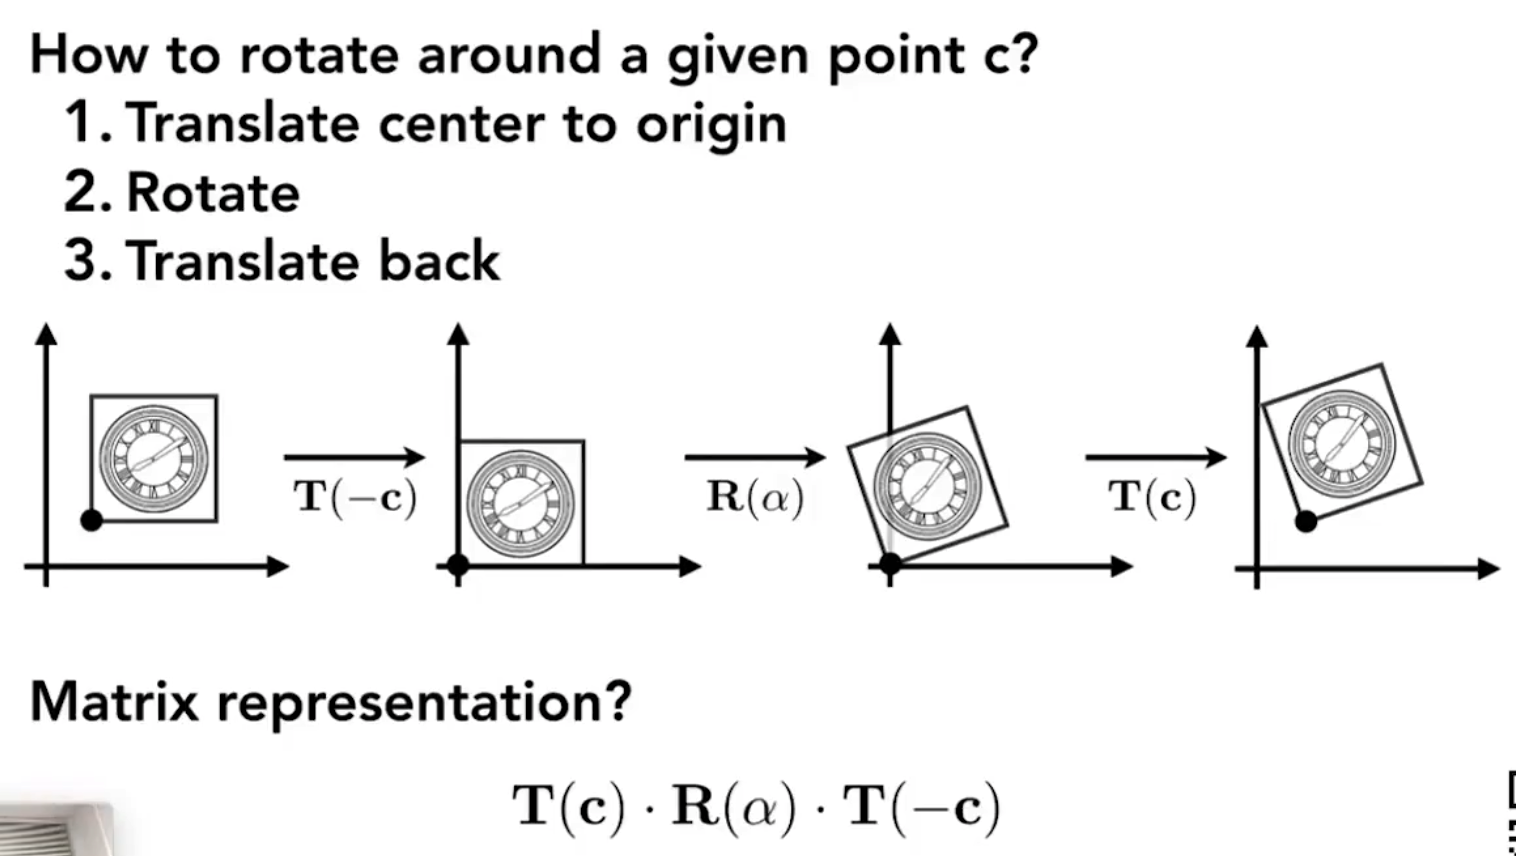 How to rotate around a given point c?
1. Translate center to origin
2. Rotate
3. Translate back
T(−c)
R(α)
T(c)
Matrix representation?
T(c) · R(α) · T(−c)